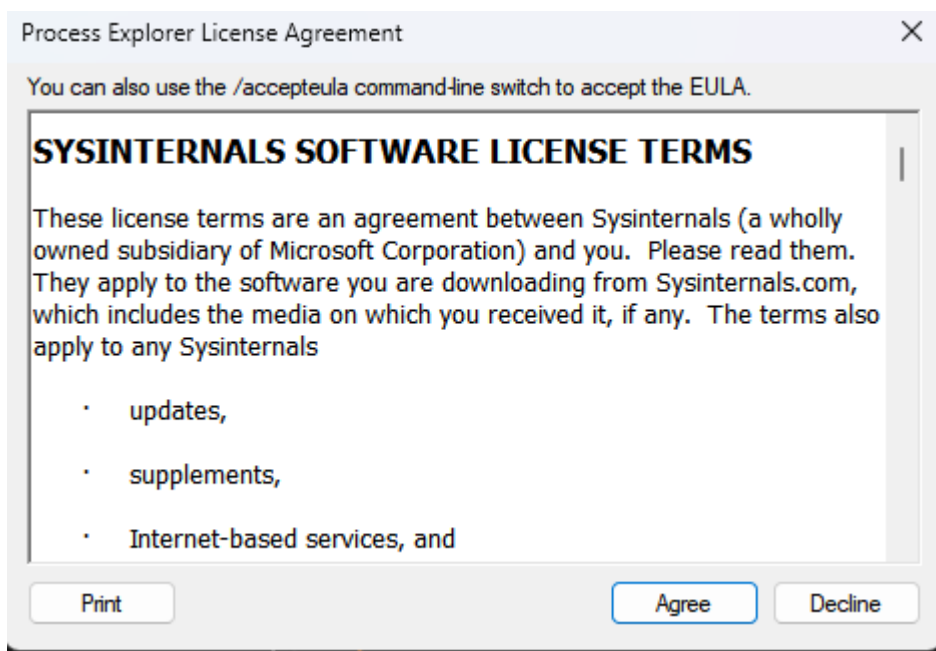 Process Explorer License Agreement
You can also use the /accepteula command-line switch to accept the EULA.
SYSINTERNALS SOFTWARE LICENSE TERMS
These license terms are an agreement between Sysinternals (a wholly
owned subsidiary of Microsoft Corporation) and you.  Please read them.
They apply to the software you are downloading from Sysinternals.com,
which includes the media on which you received it, if any.  The terms also
apply to any Sysinternals
· updates,
· supplements,
· Internet-based services, and
Print Agree Decline